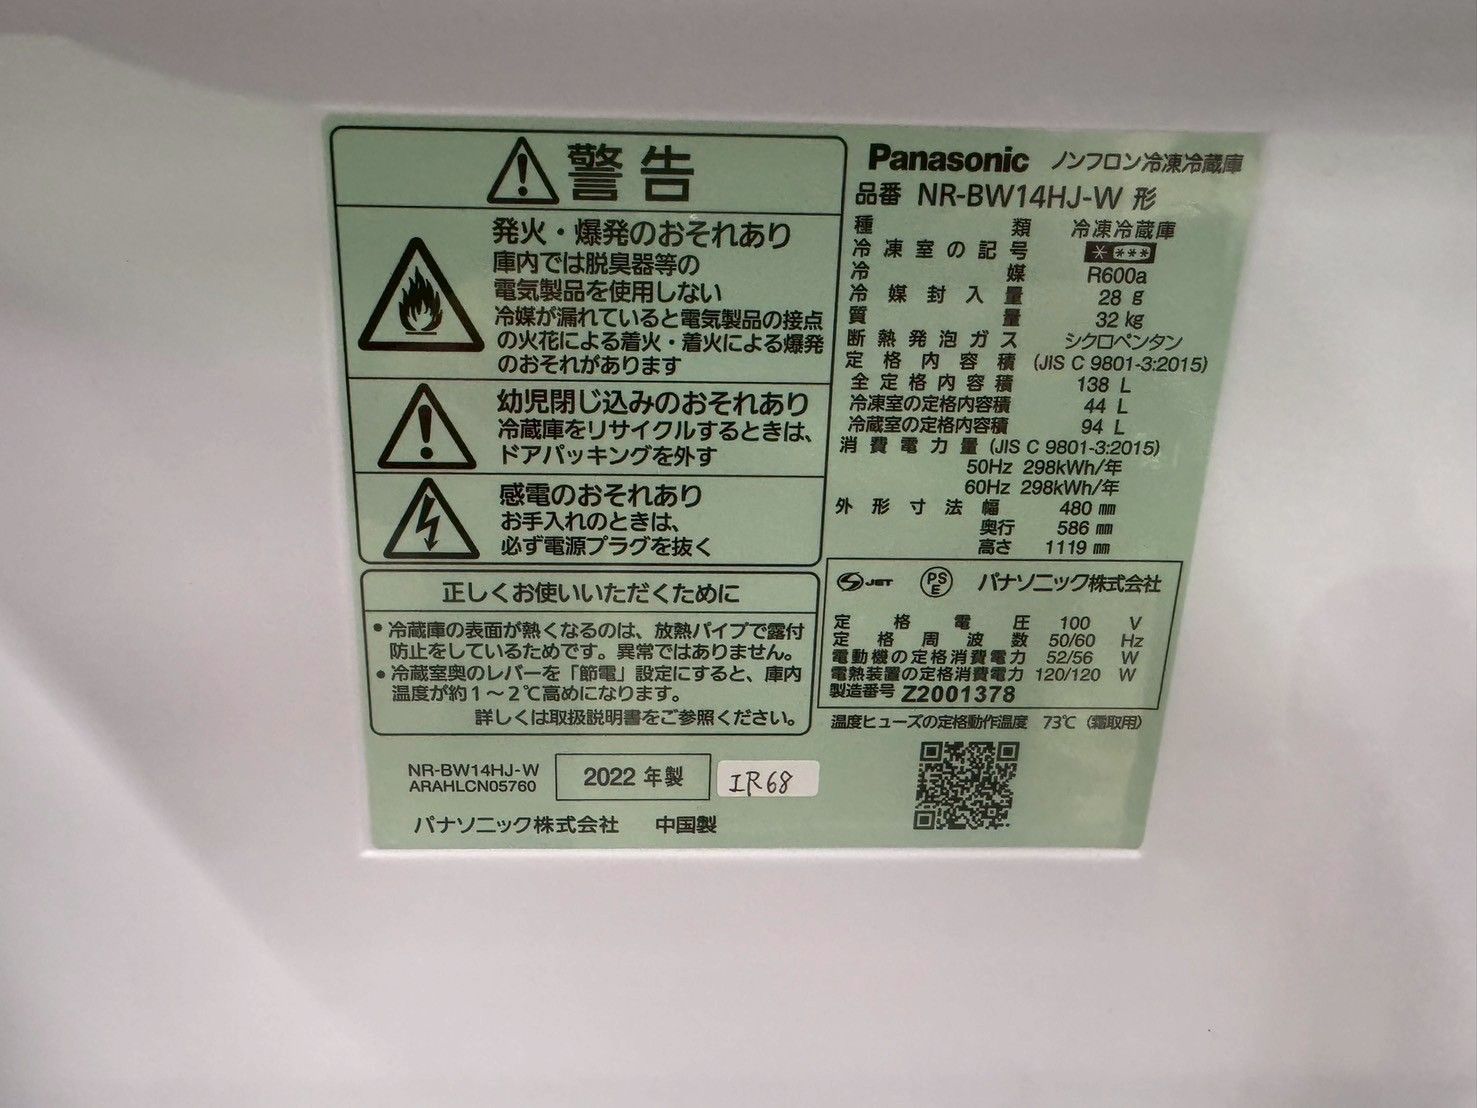 警告
発火・爆発のおそれあり
庫内では脱臭器等の
電気製品を使用しない
冷媒が漏れていると電気製品の接点
の火花による着火・着火による爆発
のおそれがあります
幼児閉じ込みのおそれあり
冷蔵庫をリサイクルするときは、
ドアパッキングを外す
感電のおそれあり
お手入れのときは、
必ず電源プラグを抜く
正しくお使いいただくために
●冷蔵庫の表面が熱くなるのは、放熱パイプで露付
防止をしているためです。異常ではありません。
●冷蔵室奥のレバーを「節電」設定にすると、庫内
温度が約1～2℃高めになります。
詳しくは取扱説明書をご参照ください。
NR-BW14HJ-W
ARAHLCN05760
2022 年製
IR68
パナソニック株式会社 中国製
Panasonic ノンフロン冷凍冷蔵庫
品番 NR-BW14HJ-W 形
種類 冷凍冷蔵庫
冷凍室の記号 * ***
冷媒 R600a
冷媒封入量 28 g
質量 32 kg
断熱発泡ガス シクロペンタン
定格内容積 (JIS C 9801-3:2015)
全定格内容積 138 L
冷凍室の定格内容積 44 L
冷蔵室の定格内容積 94 L
消費電力量 (JIS C 9801-3:2015)
50Hz 298kWh/年
60Hz 298kWh/年
外形寸法 幅 480 mm
奥行 586 mm
高さ 1119 mm
JET PSE パナソニック株式会社
定格電圧 100 V
定格周波数 50/60 Hz
電動機の定格消費電力 52/56 W
電熱装置の定格消費電力 120/120 W
製造番号 Z2001378
温度ヒューズの定格動作温度 73℃ (霜取用)